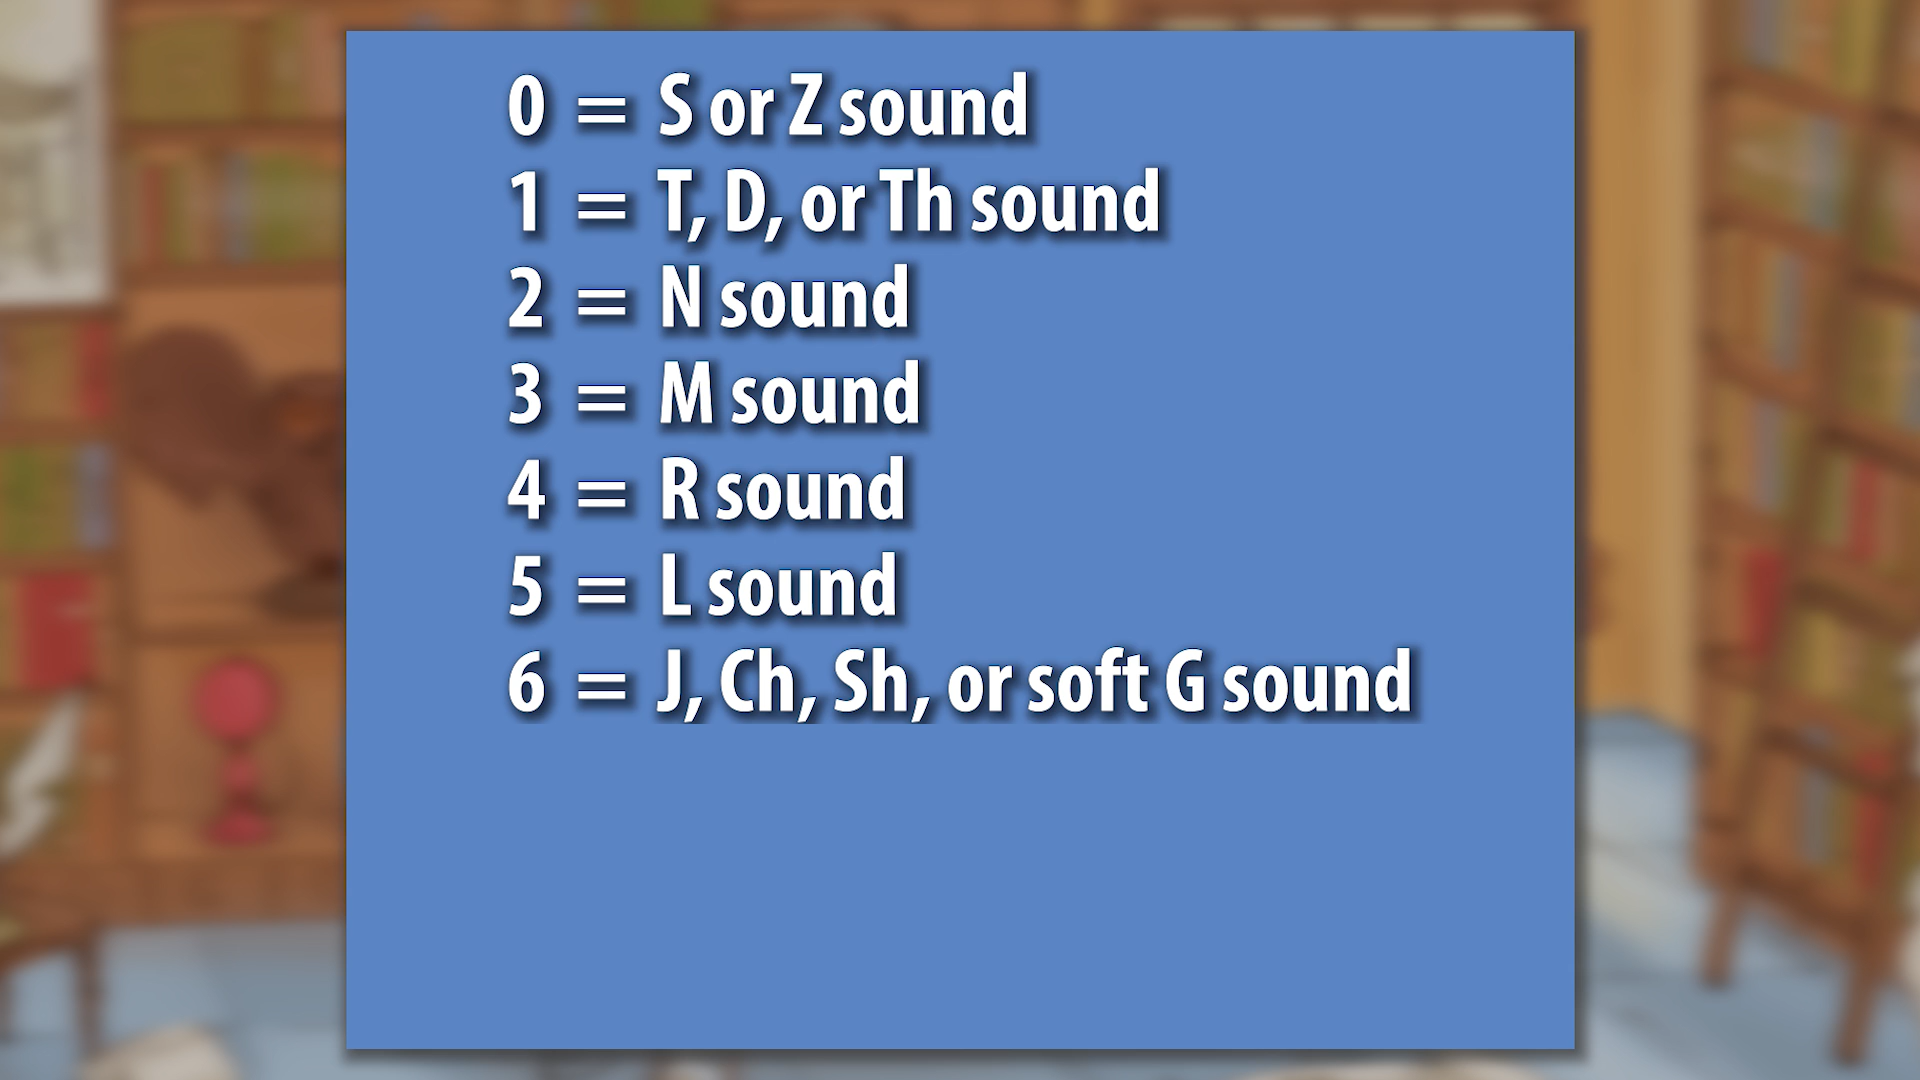 0 = S or Z sound
1 = T, D, or Th sound
2 = N sound
3 = M sound
4 = R sound
5 = L sound
6 = J, Ch, Sh, or soft G sound